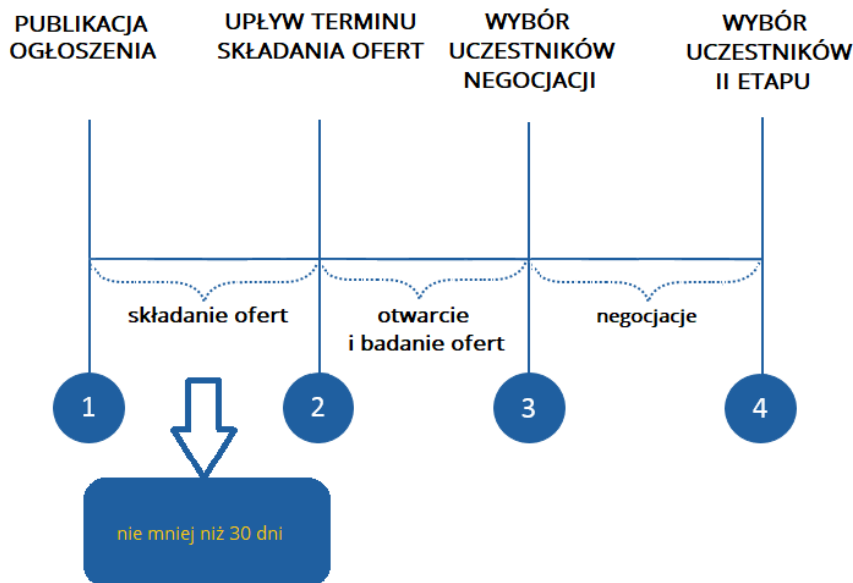 PUBLIKACJA
OGŁOSZENIA
UPŁYW TERMINU
SKŁADANIA OFERT
WYBÓR
UCZESTNIKÓW
NEGOCJACJI
WYBÓR
UCZESTNIKÓW
II ETAPU
składanie ofert
otwarcie
i badanie ofert
negocjacje
1
2
3
4
nie mniej niż 30 dni